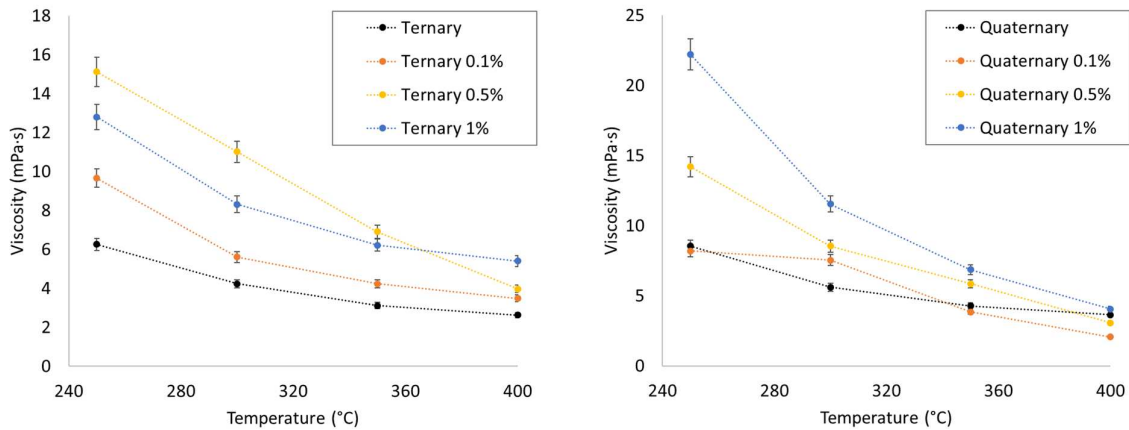 18
16
14
12
10
8
6
4
2
0
Viscosity (mPa·s)
240
280
320
360
400
Temperature (°C)
Ternary
Ternary 0.1%
Ternary 0.5%
Ternary 1%
25
20
15
10
5
0
Viscosity (mPa·s)
240
280
320
360
400
Temperature (°C)
Quaternary
Quaternary 0.1%
Quaternary 0.5%
Quaternary 1%